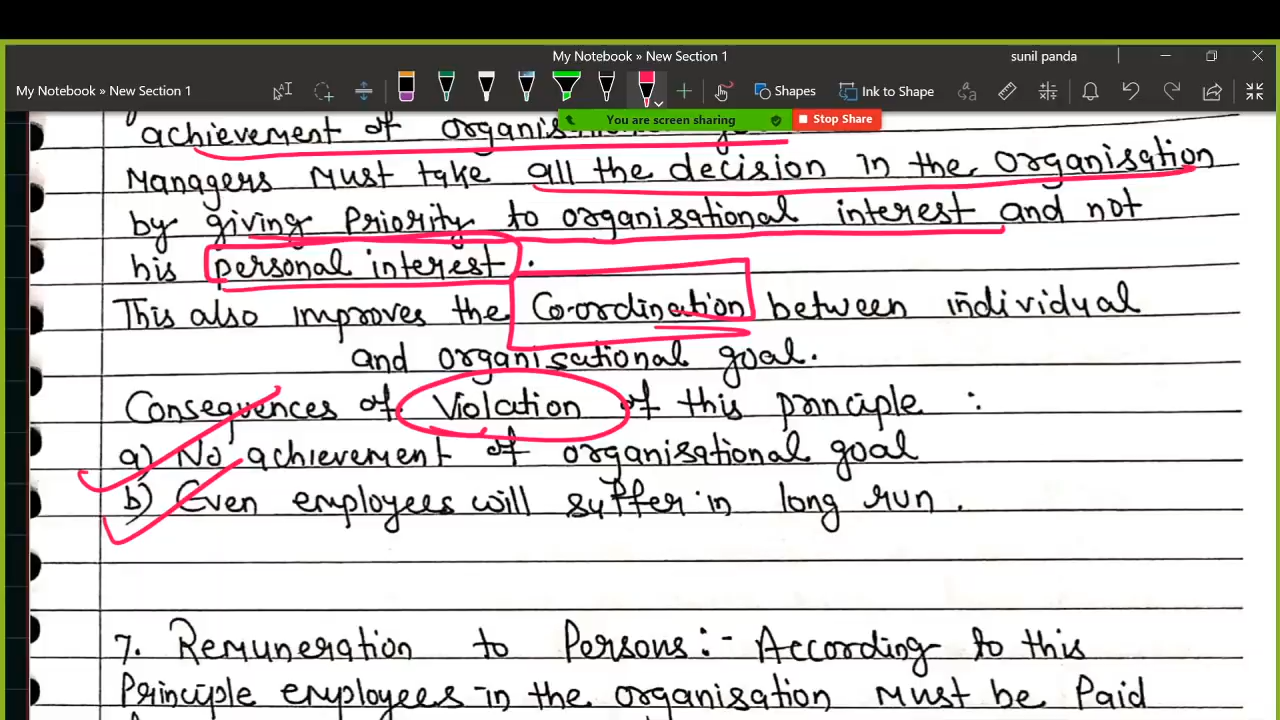 My Notebook » New Section 1
sunil panda
My Notebook » New Section 1
Shapes
Ink to Shape
You are screen sharing
Stop Share
achievement of
Managers must take all the decision in the organisation
by giving priority to organisational interest and not
his personal interest.
This also improves the Co-ordination between individual
and organisational goal.
Consequences of Violation of this principle :
a) No achievement of organisational goal
b) Even employees will suffer in long run.
7. Remuneration to Persons:- According to this
Principle employees in the organisation must be Paid